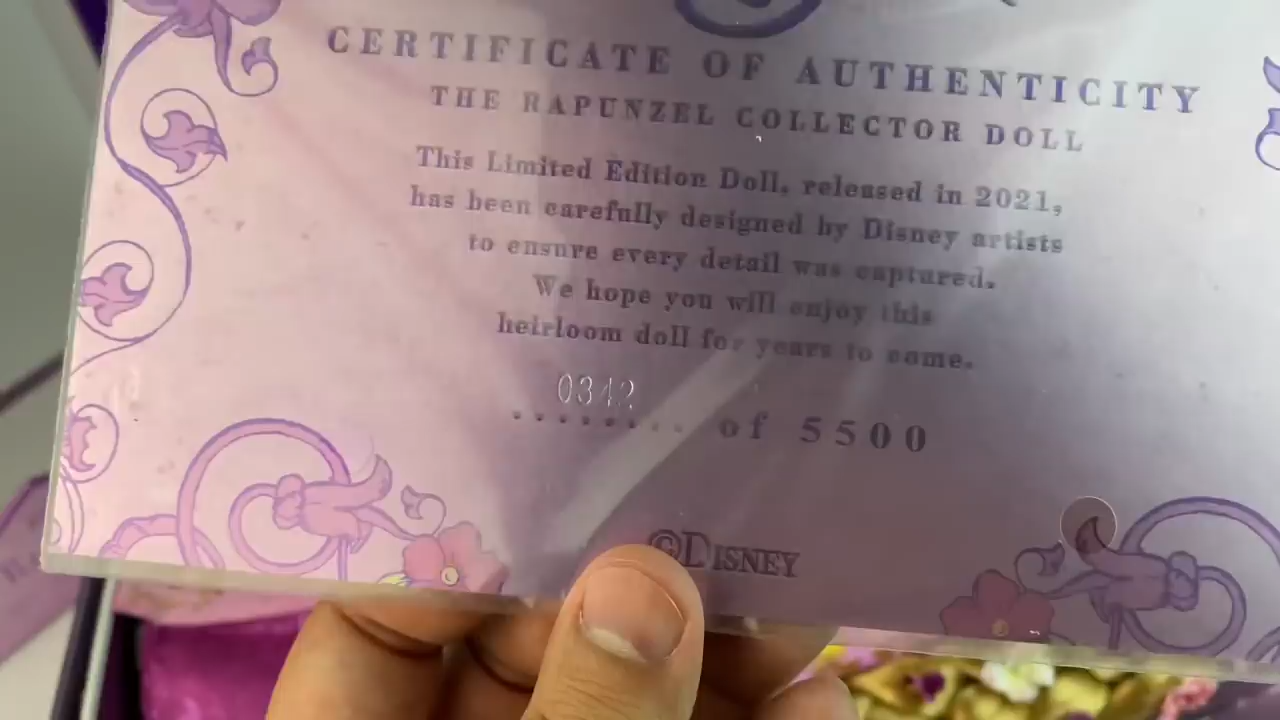 CERTIFICATE OF AUTHENTICITY
THE RAPUNZEL COLLECTOR DOLL
This Limited Edition Doll, released in 2021,
has been carefully designed by Disney artists
to ensure every detail was captured.
We hope you will enjoy this
heirloom doll for years to come.
0342
........ of 5500
©DISNEY